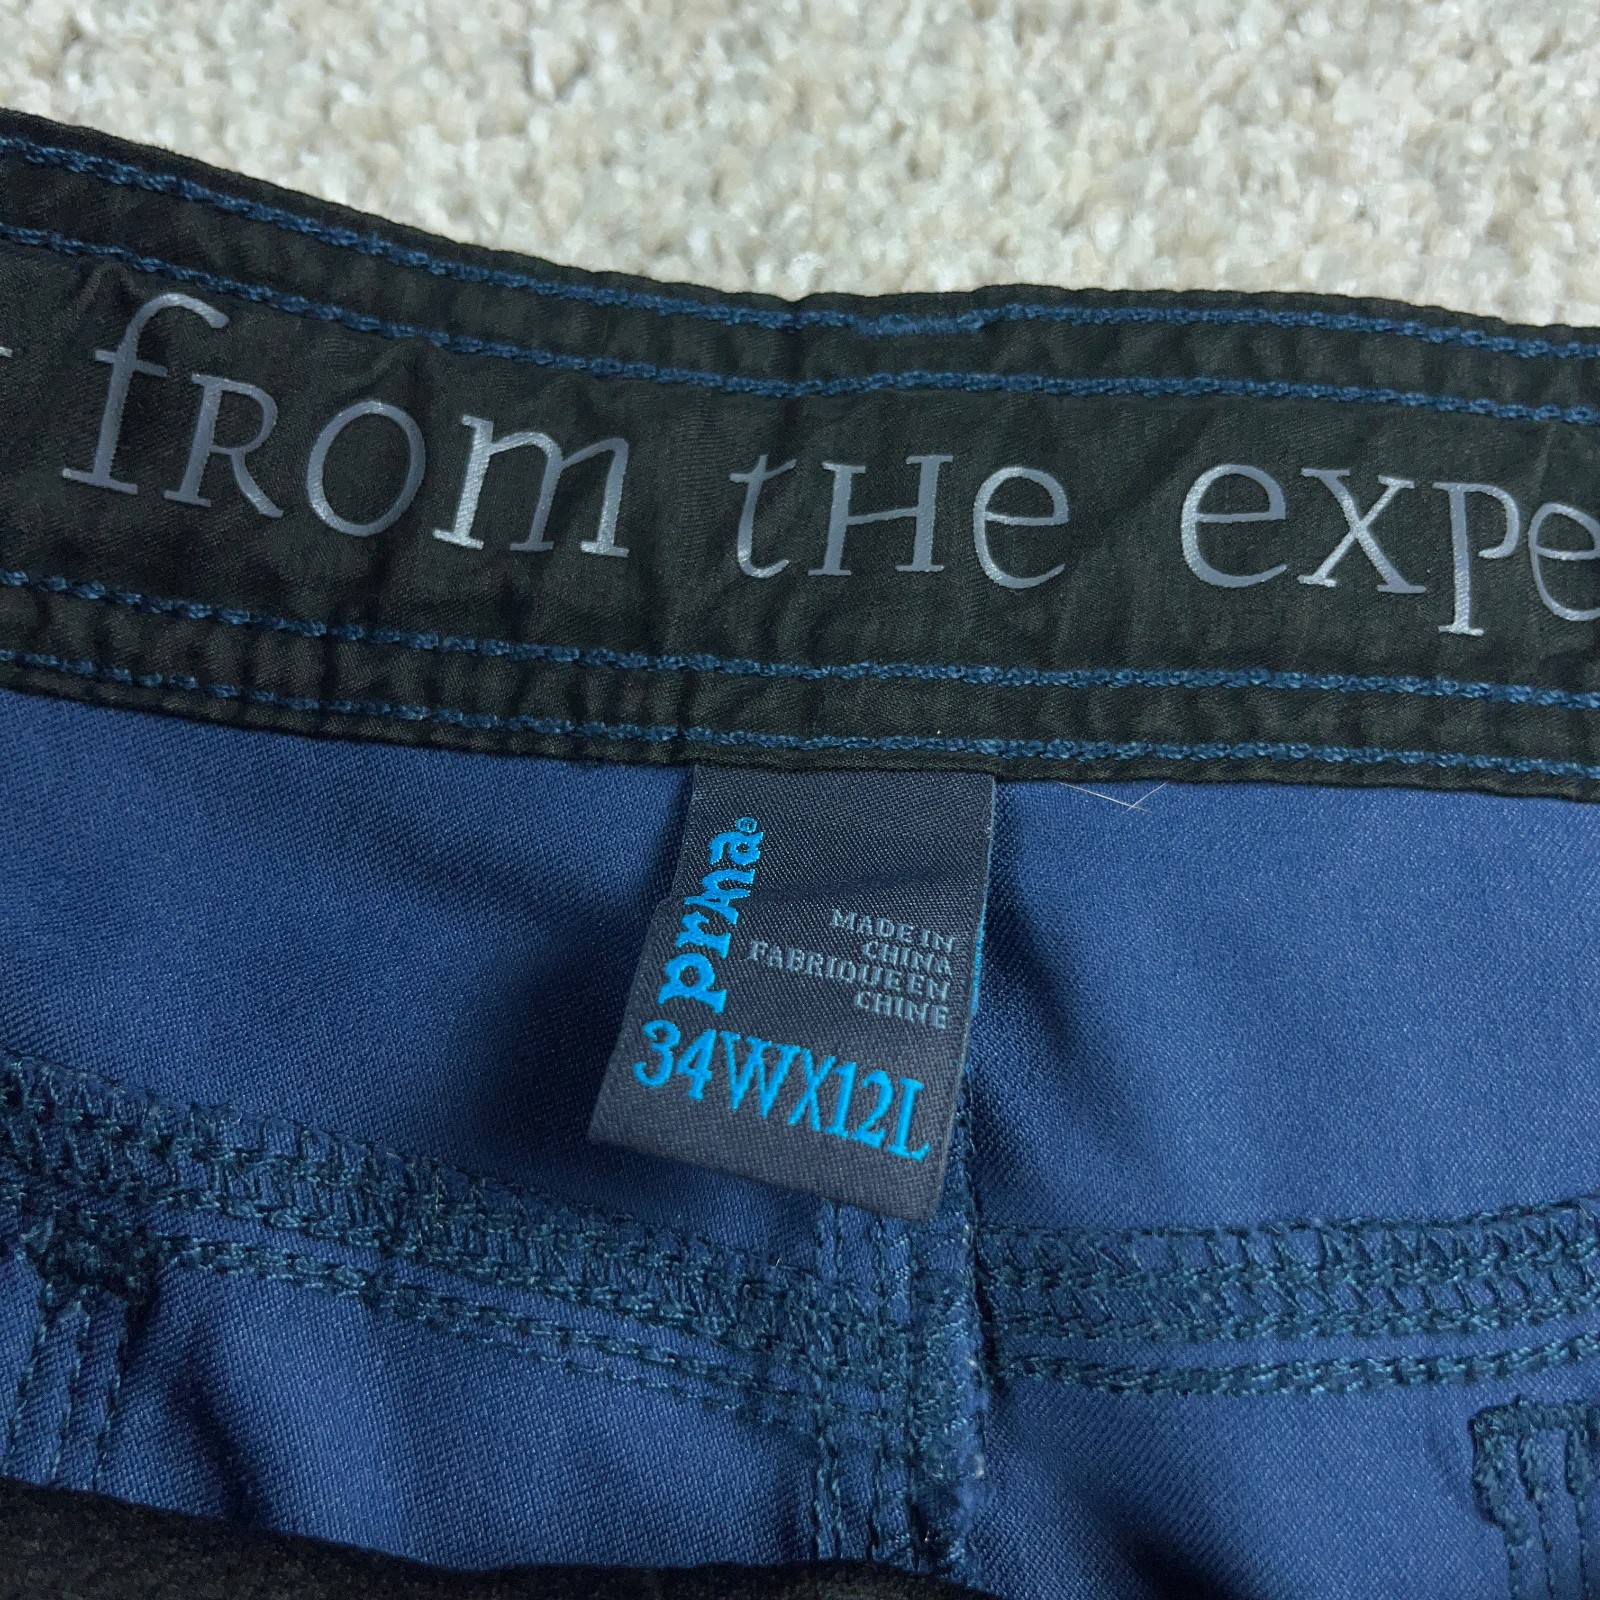 from the expe
prana®
MADE IN
CHINA
FABRIQUE EN
CHINE
34WX12L